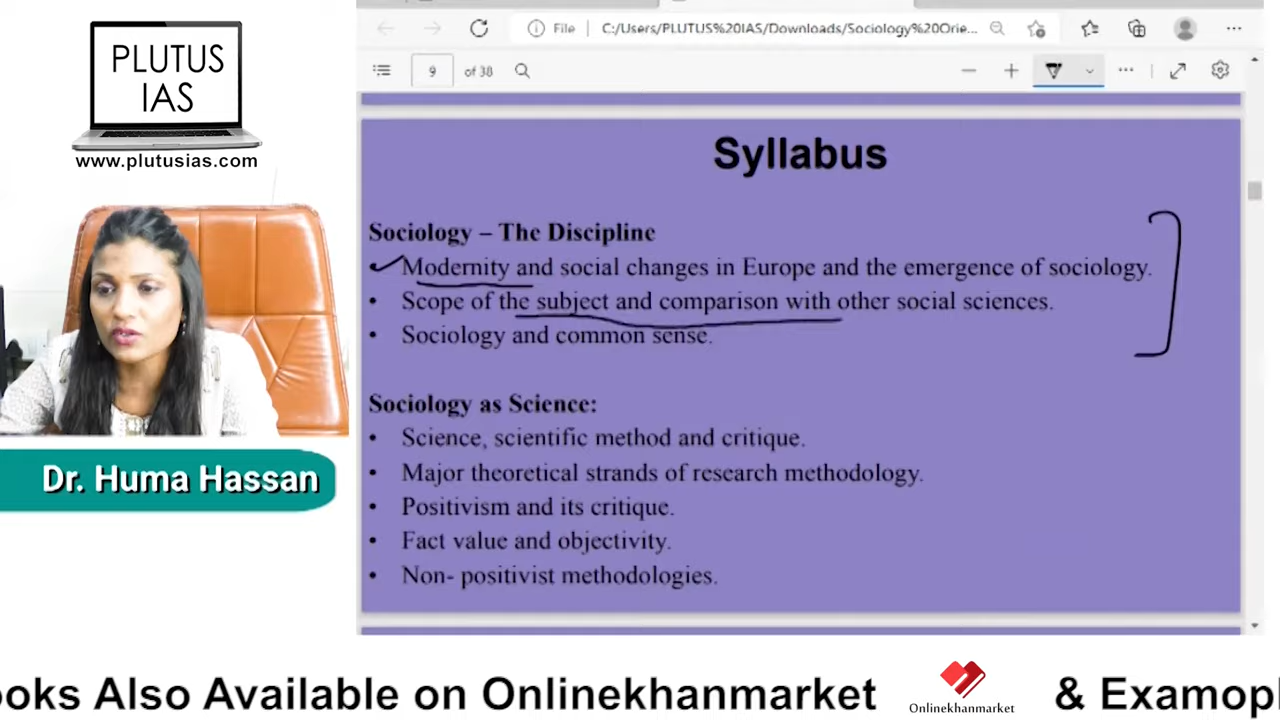 PLUTUS
IAS
www.plutusias.com
File C:/Users/PLUTUS%20IAS/Downloads/Sociology%20Orie...
9 of 38
Syllabus
Sociology – The Discipline
Modernity and social changes in Europe and the emergence of sociology.
• Scope of the subject and comparison with other social sciences.
• Sociology and common sense.
Sociology as Science:
• Science, scientific method and critique.
• Major theoretical strands of research methodology.
• Positivism and its critique.
• Fact value and objectivity.
• Non- positivist methodologies.
Dr. Huma Hassan
ooks Also Available on Onlinekhanmarket Onlinekhanmarket & Examopl